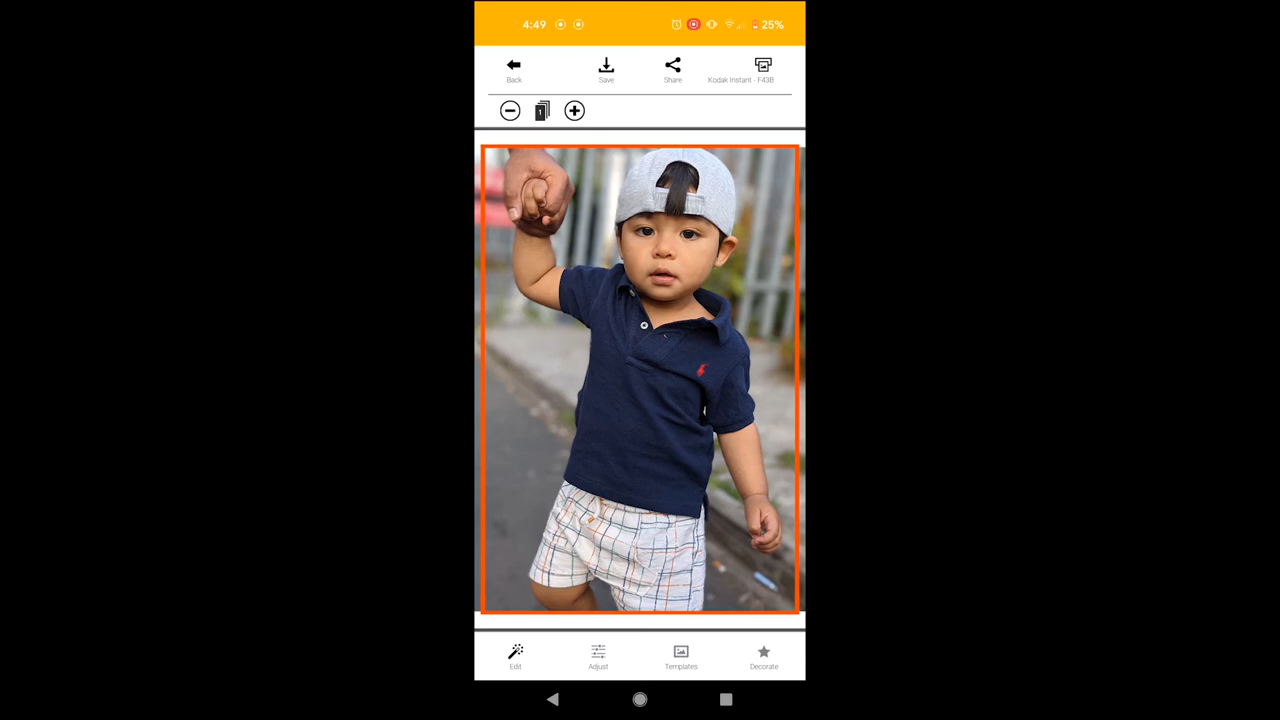 4:49 25%
Back Save Share Kodak Instant - F43B
1
Edit Adjust Templates Decorate